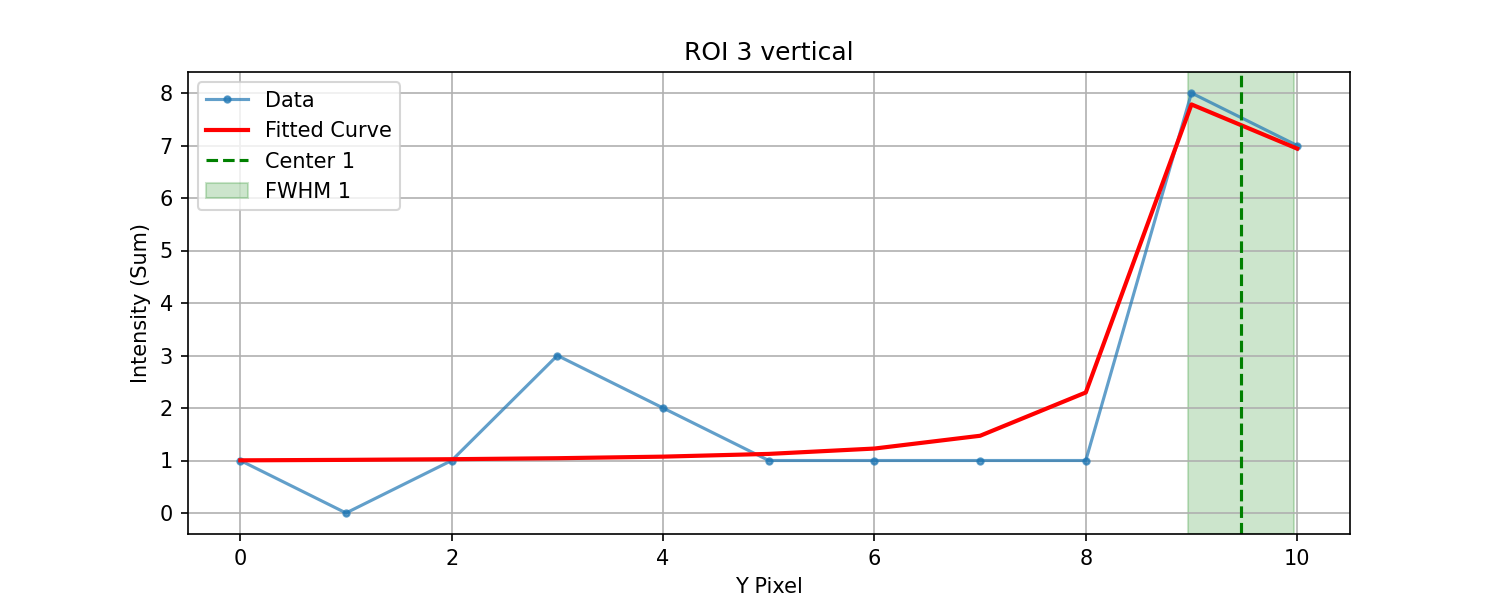 ROI 3 vertical
Data
Fitted Curve
Center 1
FWHM 1
Intensity (Sum)
8
7
6
5
4
3
2
1
0
0 2 4 6 8 10
Y Pixel